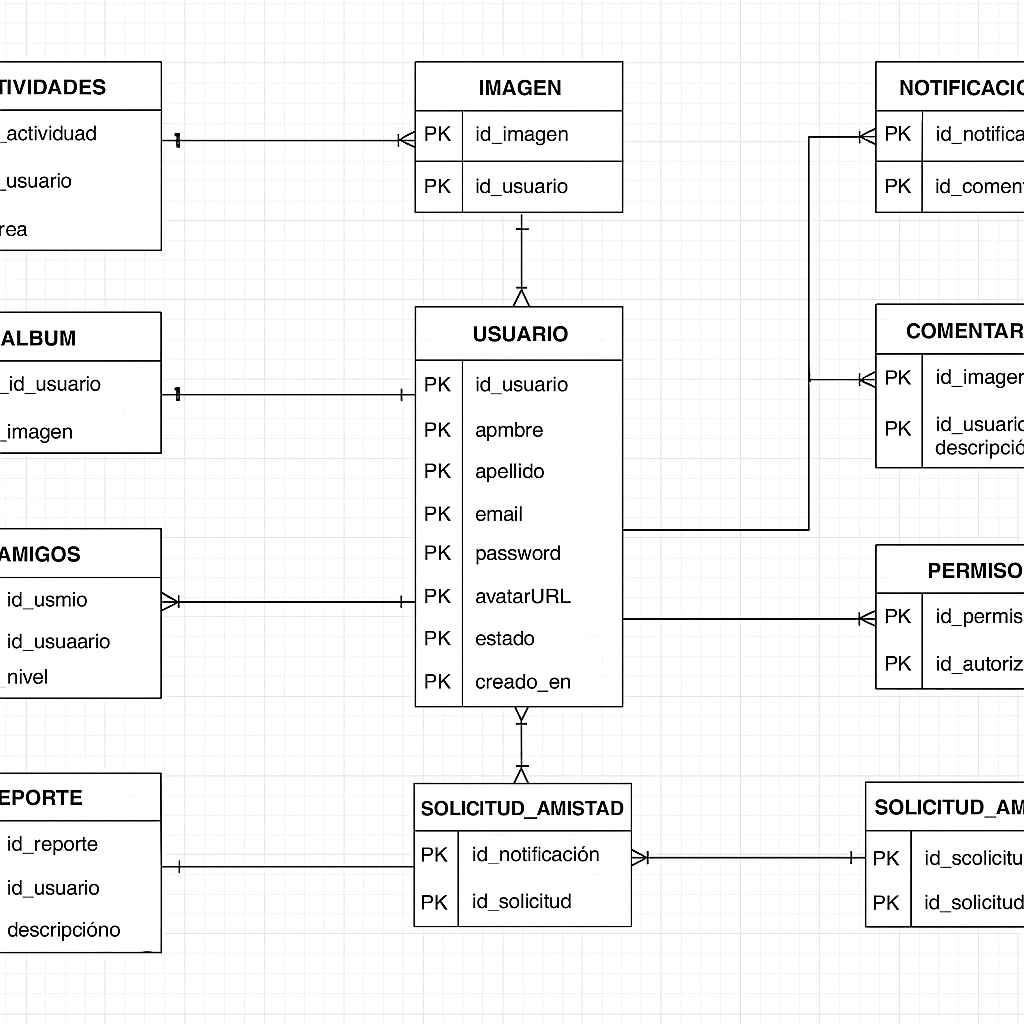 TIVIDADES
_actividuad
_usuario
rea
IMAGEN
PK id_imagen
PK id_usuario
NOTIFICACIO
PK id_notifica
PK id_comen
ALBUM
_id_usuario
_imagen
USUARIO
PK id_usuario
PK apmbre
PK apellido
PK email
PK password
PK avatarURL
PK estado
PK creado_en
COMENTAR
PK id_imagen
PK id_usuario
descripció
AMIGOS
id_usmio
id_usuaario
_nivel
PERMISO
PK id_permis
PK id_autoriz
EPORTE
id_reporte
id_usuario
descripcióno
SOLICITUD_AMISTAD
PK id_notificación
PK id_solicitud
SOLICITUD_AM
PK id_scolicitu
PK id_solicitud